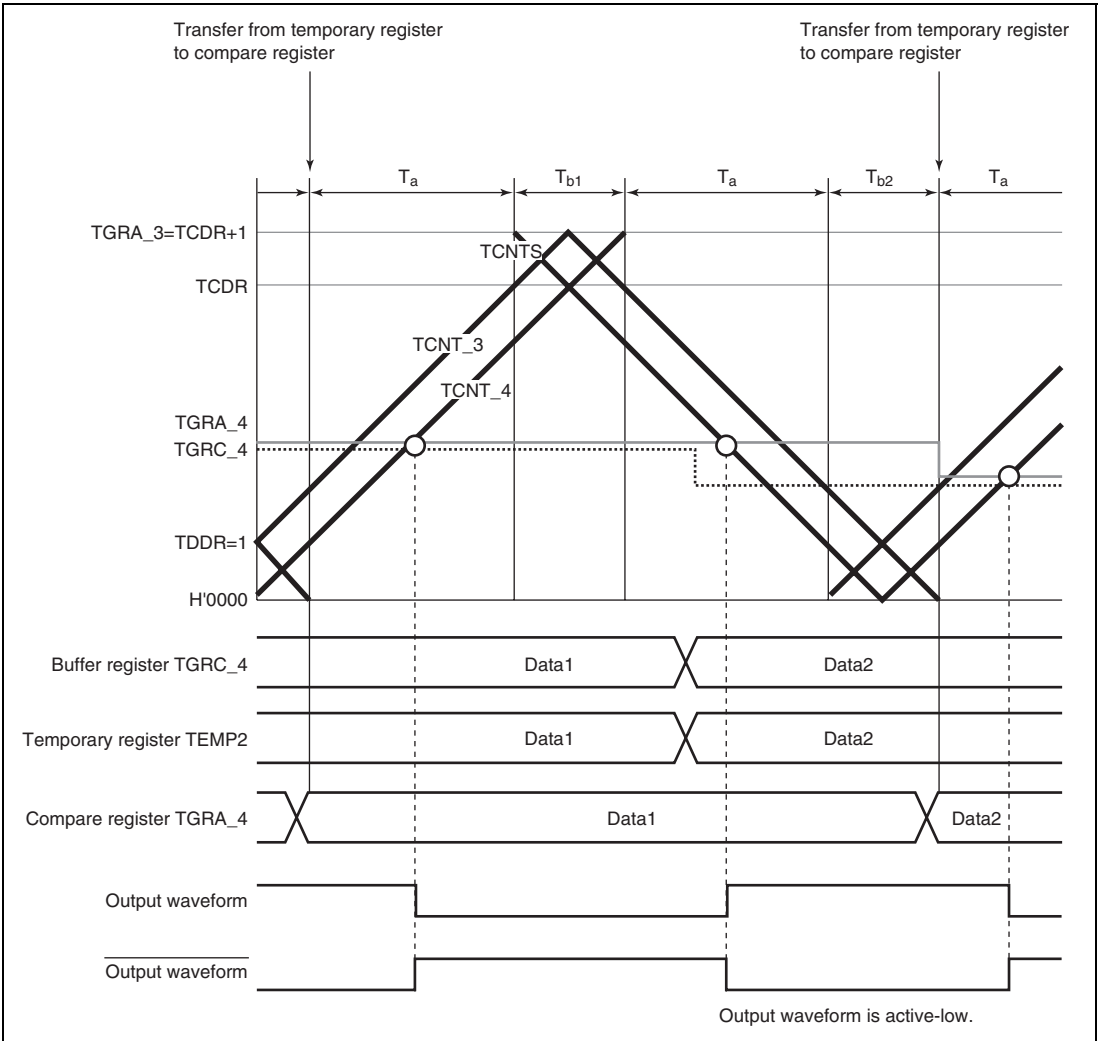 Transfer from temporary register
to compare register
Transfer from temporary register
to compare register
Ta
Tb1
Ta
Tb2
Ta
TGRA_3=TCDR+1
TCNTS
TCDR
TCNT_3
TCNT_4
TGRA_4
TGRC_4
TDDR=1
H'0000
Buffer register TGRC_4
Data1
Data2
Temporary register TEMP2
Data1
Data2
Compare register TGRA_4
Data1
Data2
Output waveform
Output waveform
Output waveform is active-low.